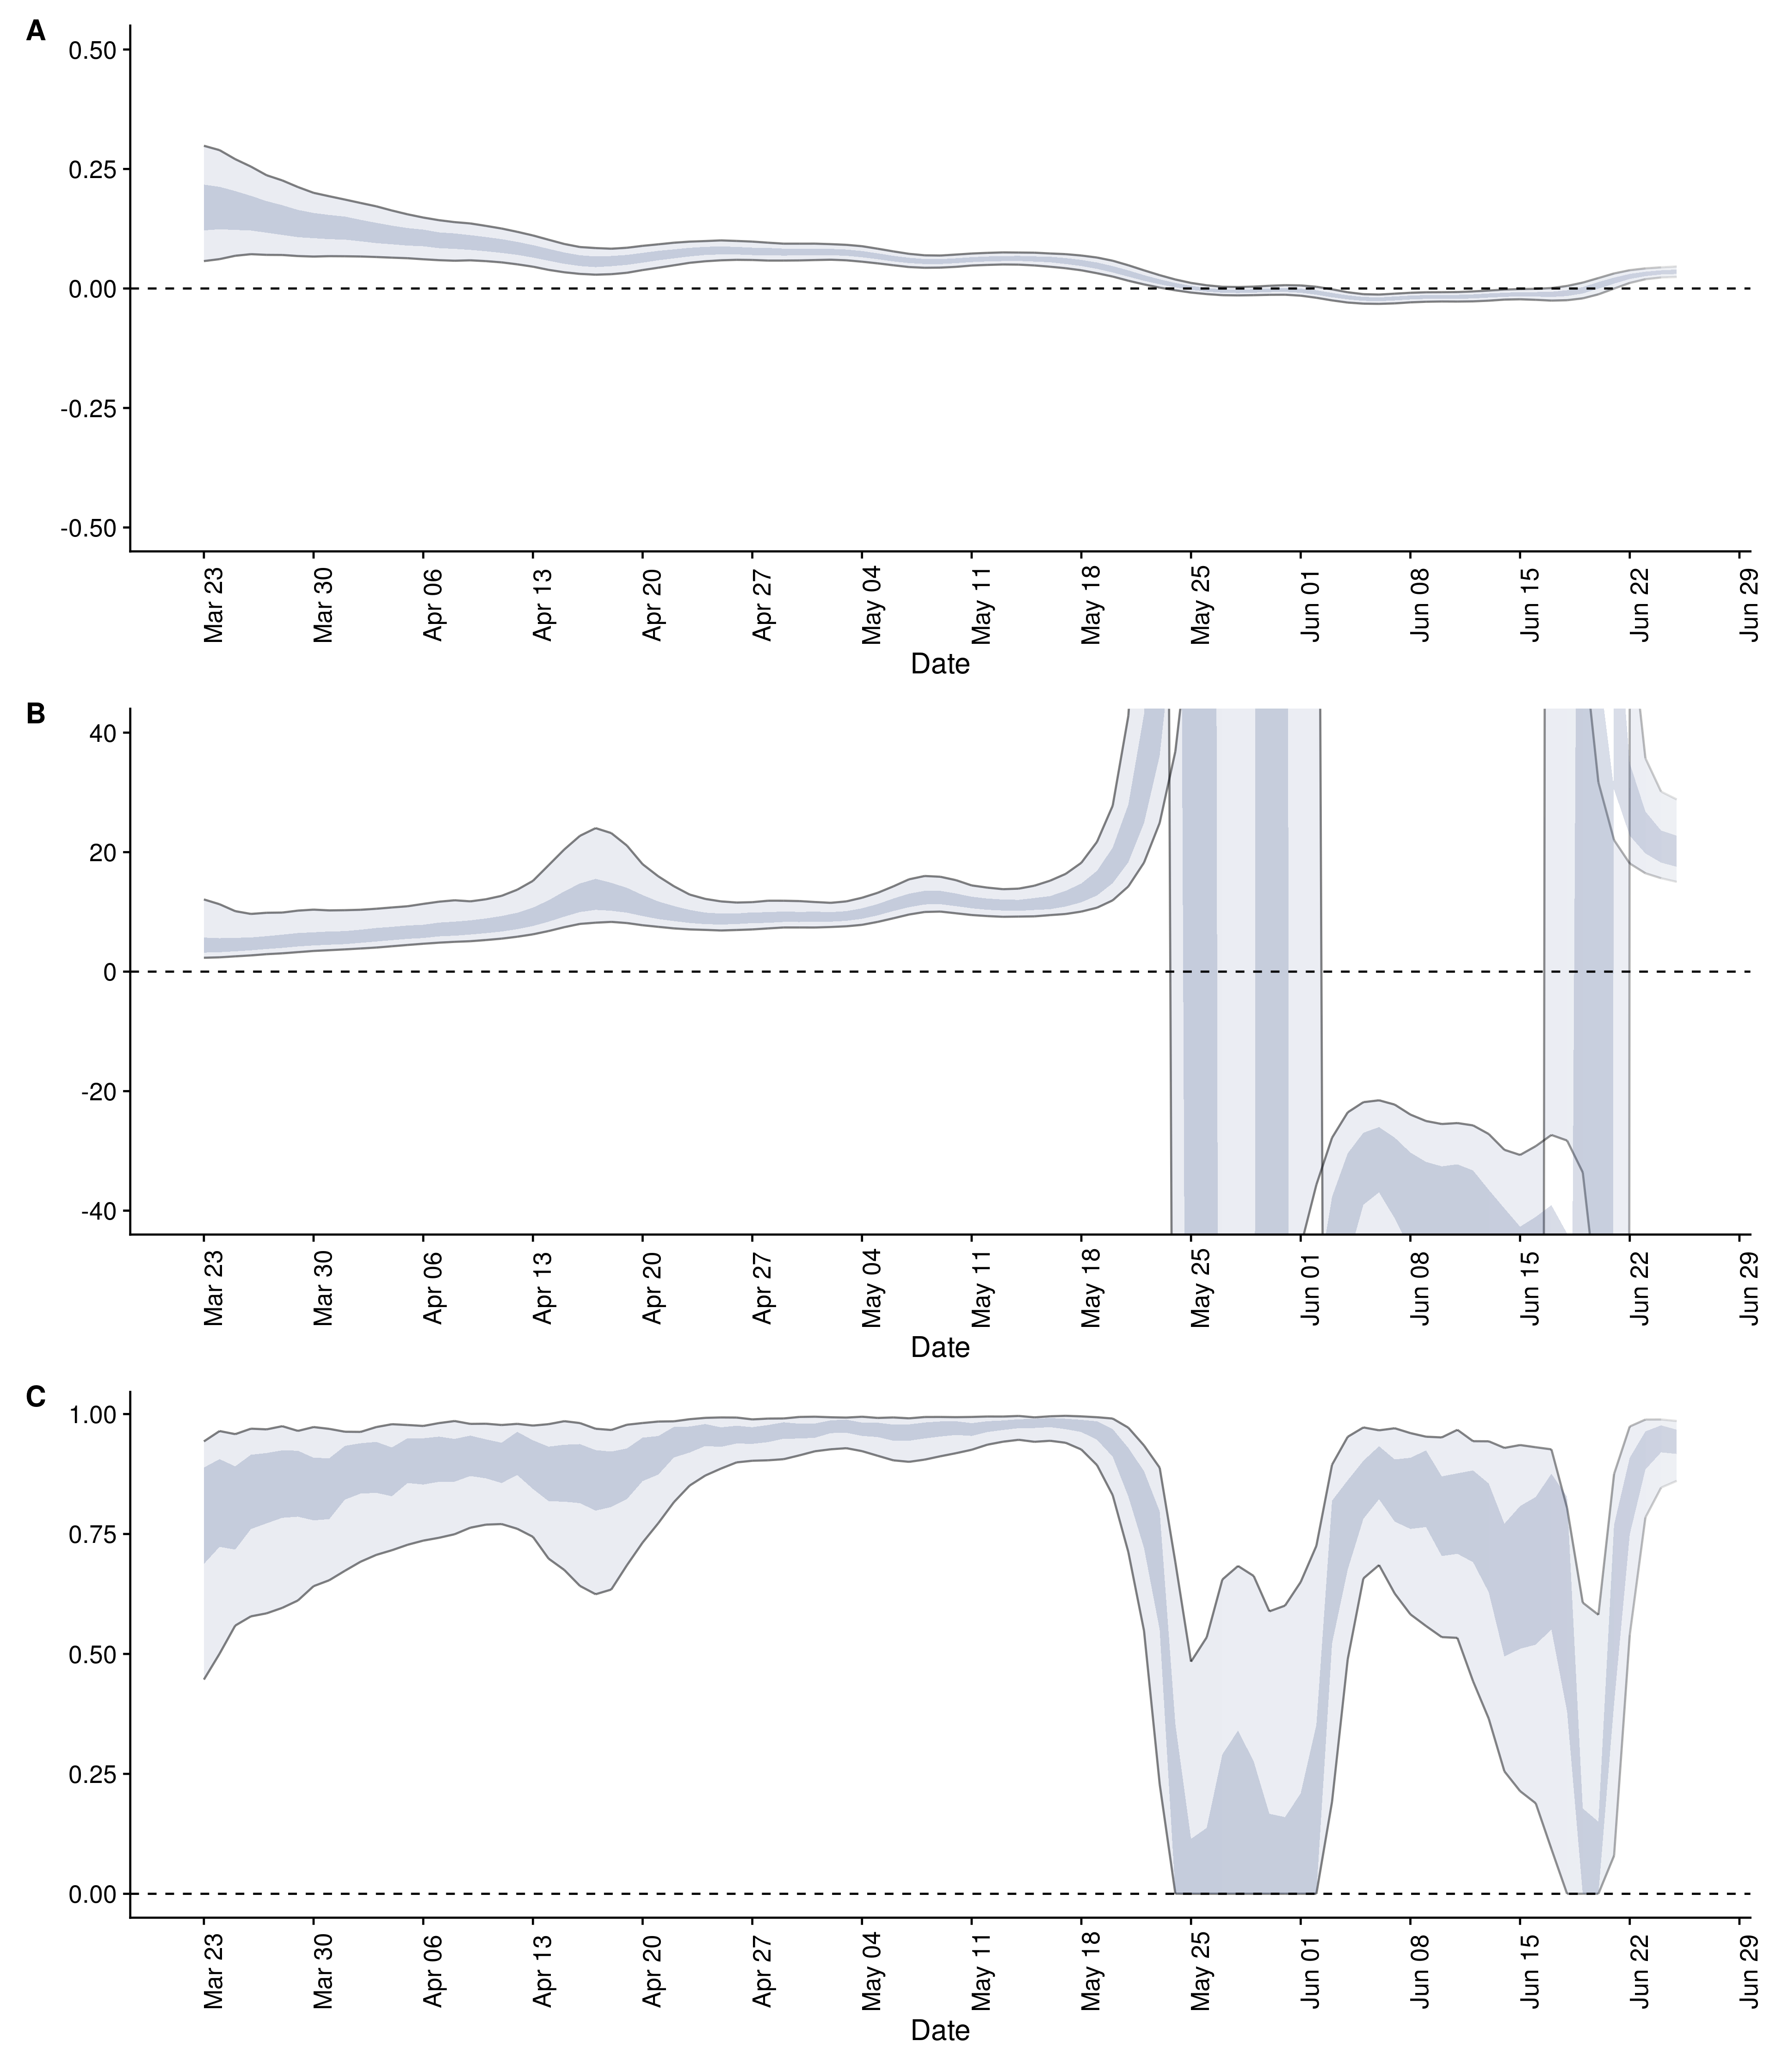 A
0.50
0.25
0.00
-0.25
-0.50
Mar 23
Mar 30
Apr 06
Apr 13
Apr 20
Apr 27
May 04
May 11
May 18
May 25
Jun 01
Jun 08
Jun 15
Jun 22
Jun 29
Date
B
40
20
0
-20
-40
Mar 23
Mar 30
Apr 06
Apr 13
Apr 20
Apr 27
May 04
May 11
May 18
May 25
Jun 01
Jun 08
Jun 15
Jun 22
Jun 29
Date
C
1.00
0.75
0.50
0.25
0.00
Mar 23
Mar 30
Apr 06
Apr 13
Apr 20
Apr 27
May 04
May 11
May 18
May 25
Jun 01
Jun 08
Jun 15
Jun 22
Jun 29
Date